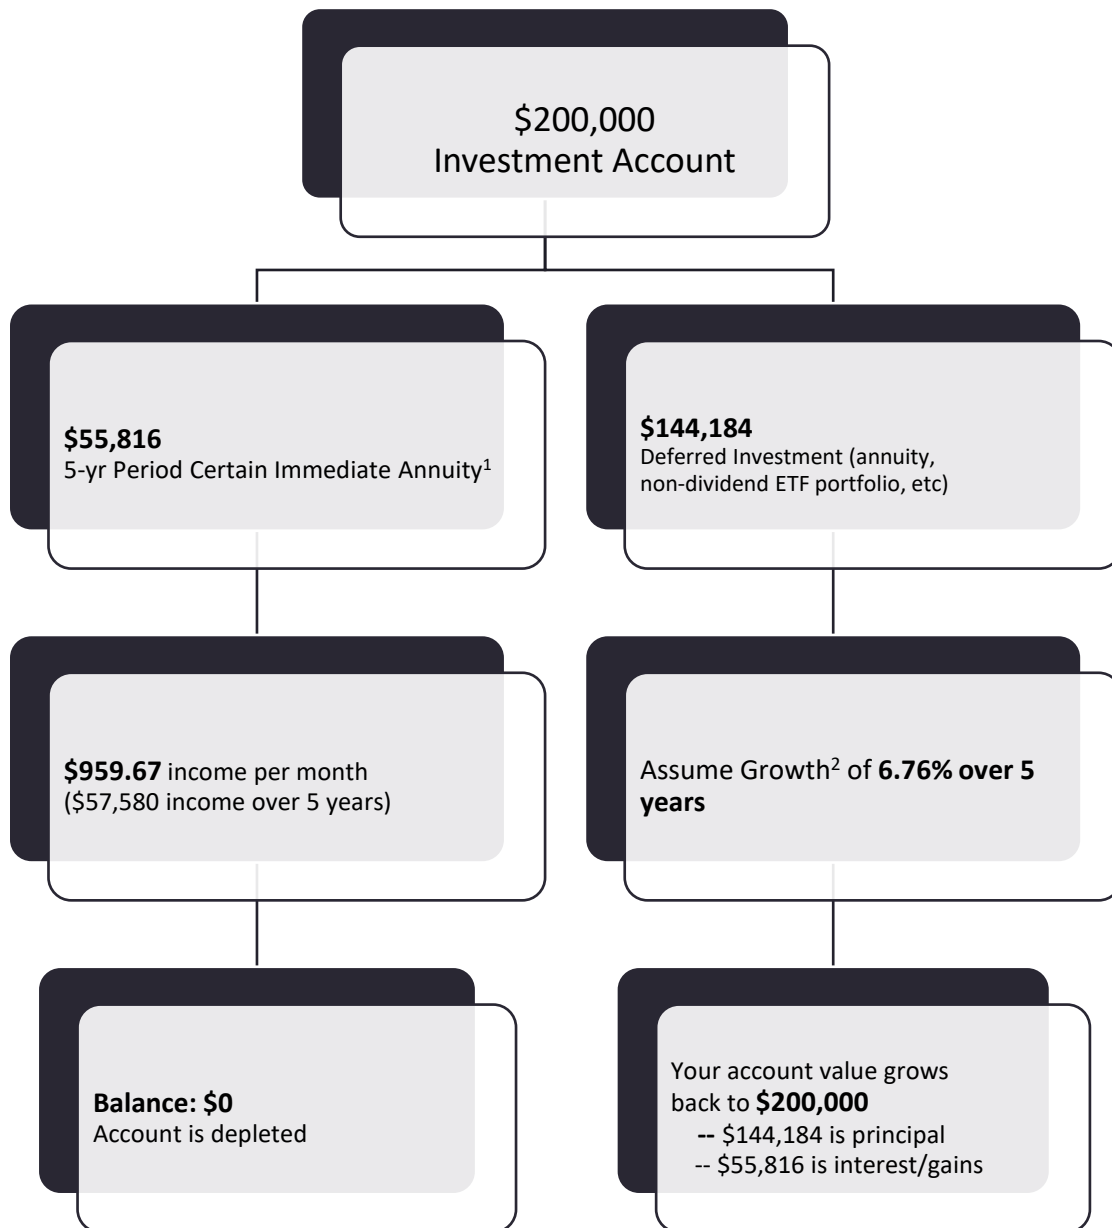 $200,000
Investment Account
$55,816
5-yr Period Certain Immediate Annuity¹
$144,184
Deferred Investment (annuity,
non-dividend ETF portfolio, etc)
$959.67 income per month
($57,580 income over 5 years)
Assume Growth² of 6.76% over 5
years
Balance: $0
Account is depleted
Your account value grows
back to $200,000
-- $144,184 is principal
-- $55,816 is interest/gains